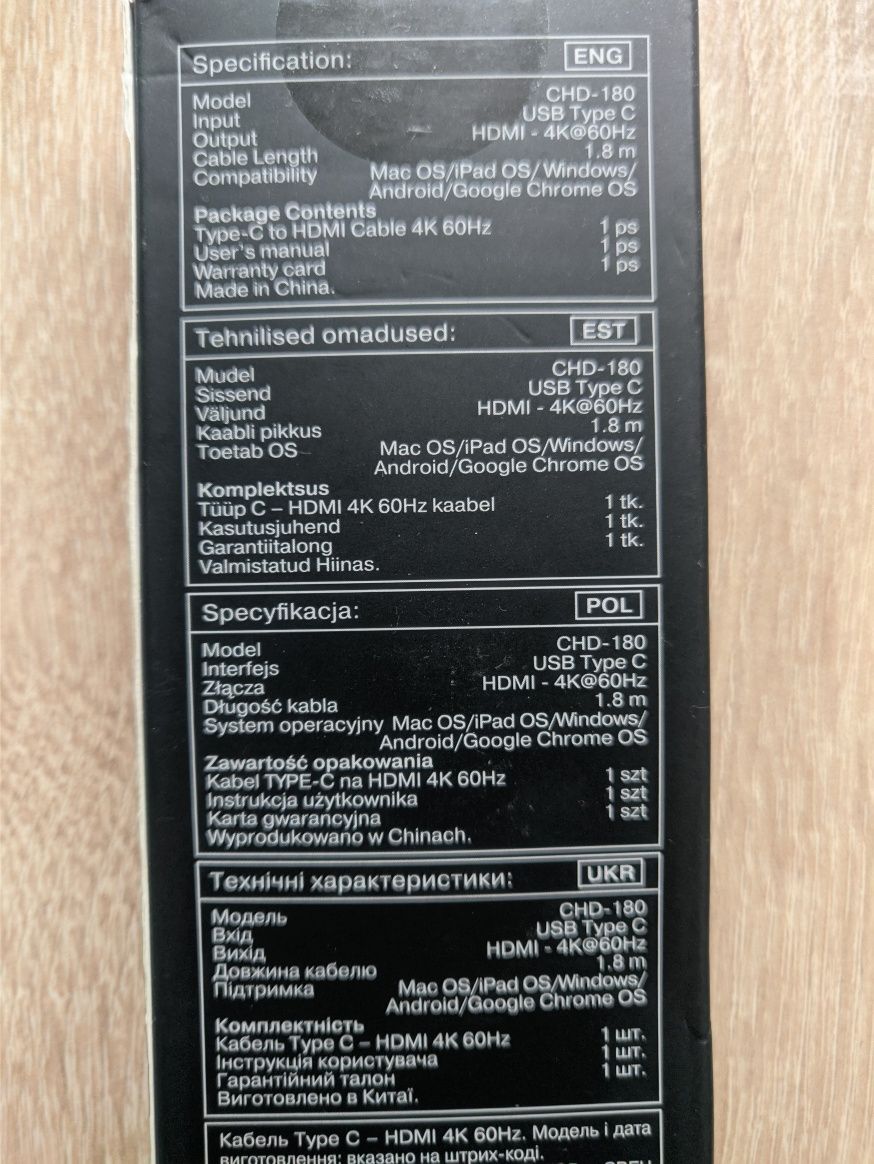 Specification: ENG
Model CHD-180
Input USB Type C
Output HDMI - 4K@60Hz
Cable Length 1.8 m
Compatibility Mac OS/iPad OS/Windows/
Android/Google Chrome OS
Package Contents
Type-C to HDMI Cable 4K 60Hz 1 ps
User's manual 1 ps
Warranty card 1 ps
Made in China.
Tehnilised omadused: EST
Mudel CHD-180
Sissend USB Type C
Väljund HDMI - 4K@60Hz
Kaabli pikkus 1.8 m
Toetab OS Mac OS/iPad OS/Windows/
Android/Google Chrome OS
Komplektsus
Tüüp C – HDMI 4K 60Hz kaabel 1 tk.
Kasutusjuhend 1 tk.
Garantiitalong 1 tk.
Valmistatud Hiinas.
Specyfikacja: POL
Model CHD-180
Interfejs USB Type C
Złącza HDMI - 4K@60Hz
Długość kabla 1.8 m
System operacyjny Mac OS/iPad OS/Windows/
Android/Google Chrome OS
Zawartość opakowania
Kabel TYPE-C na HDMI 4K 60Hz 1 szt
Instrukcja użytkownika 1 szt
Karta gwarancyjna 1 szt
Wyprodukowano w Chinach.
Технічні характеристики: UKR
Модель CHD-180
Вхід USB Type C
Вихід HDMI - 4K@60Hz
Довжина кабелю 1.8 m
Підтримка Mac OS/iPad OS/Windows/
Android/Google Chrome OS
Комплектність
Кабель Type C – HDMI 4K 60Hz 1 шт.
Інструкція користувача 1 шт.
Гарантійний талон 1 шт.
Виготовлено в Китаї.
Кабель Type C – HDMI 4K 60Hz. Модель і дата
виготовлення: вказано на штрих-коді.